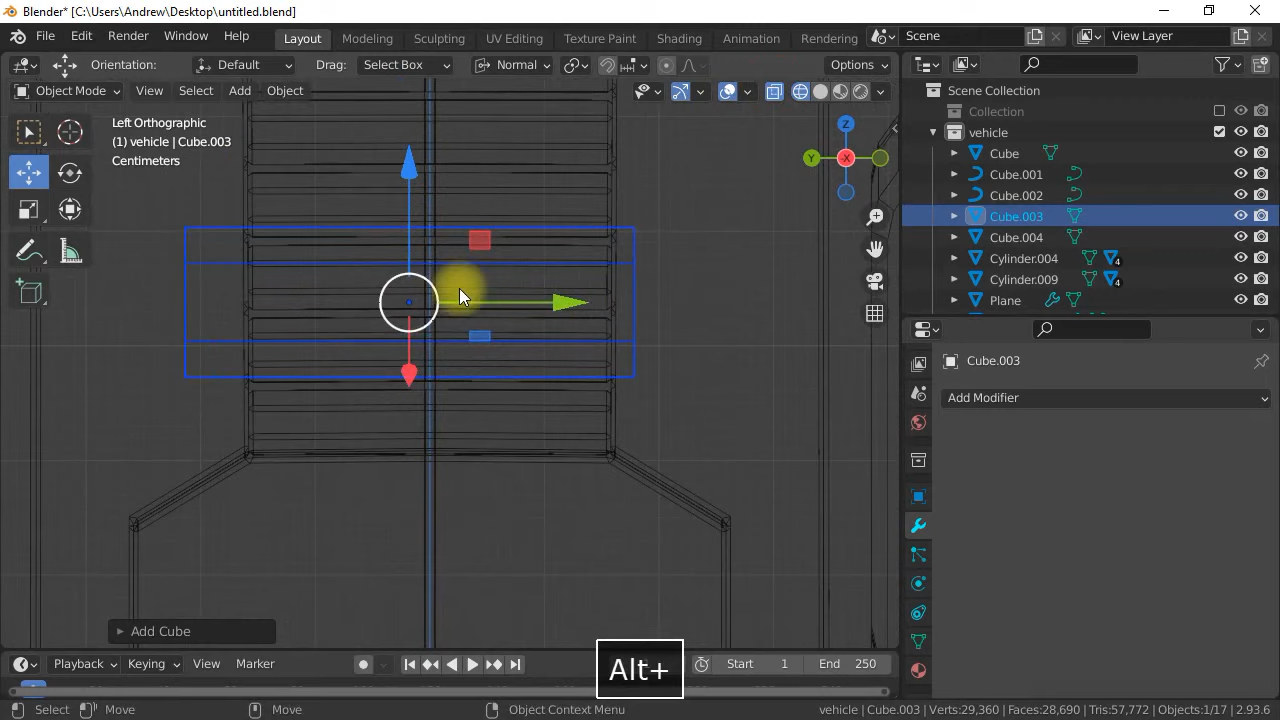 Blender* [C:\Users\Andrew\Desktop\untitled.blend]
File Edit Render Window Help Layout Modeling Sculpting UV Editing Texture Paint Shading Animation Rendering Scene View Layer
Orientation: Default Drag: Select Box Normal Options
Object Mode View Select Add Object
Left Orthographic
(1) vehicle | Cube.003
Centimeters
Z
Y
X
Scene Collection
Collection
vehicle
Cube
Cube.001
Cube.002
Cube.003
Cube.004
Cylinder.004 4
Cylinder.009 4
Plane
Cube.003
Add Modifier
Add Cube
Alt+
Playback Keying View Marker Start 1 End 250
Select Move Move Object Context Menu vehicle | Cube.003 | Verts:29,360 | Faces:28,690 | Tris:57,772 | Objects:1/17 | 2.93.6